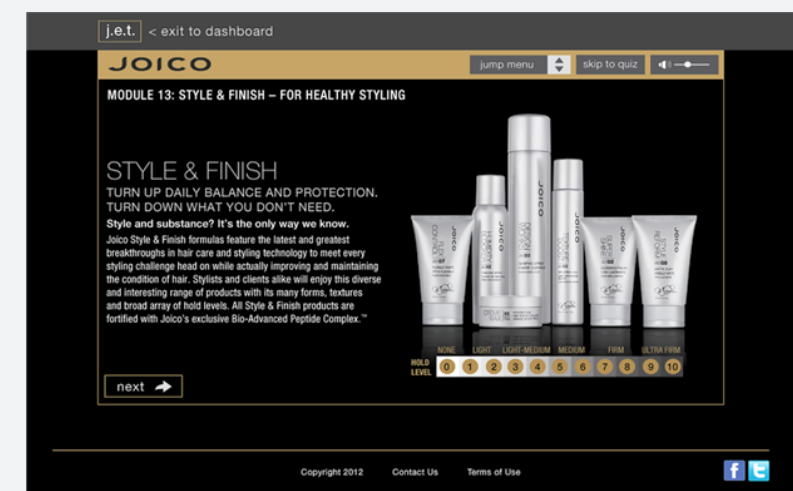 j.e.t. < exit to dashboard
JOICO
jump menu
skip to quiz
MODULE 13: STYLE & FINISH – FOR HEALTHY STYLING
STYLE & FINISH
TURN UP DAILY BALANCE AND PROTECTION.
TURN DOWN WHAT YOU DON'T NEED.
Style and substance? It's the only way we know.
Joico Style & Finish formulas feature the latest and greatest
breakthroughs in hair care and styling technology to meet every
styling challenge head on while actually improving and maintaining
the condition of hair. Stylists and clients alike will enjoy this diverse
and interesting range of products with its many forms, textures
and broad array of hold levels. All Style & Finish products are
fortified with Joico's exclusive Bio-Advanced Peptide Complex.™
JOICO
JOICO
JOICO
JOICO
JOICO
JOICO
NONE LIGHT LIGHT-MEDIUM MEDIUM FIRM ULTRA FIRM
HOLD
LEVEL 0 1 2 3 4 5 6 7 8 9 10
next
Copyright 2012 Contact Us Terms of Use